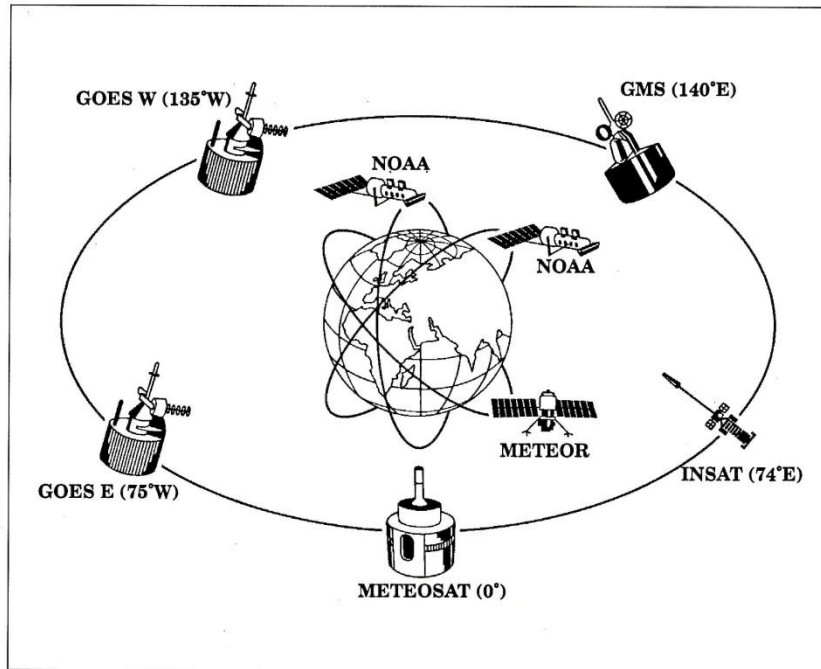 GOES W (135°W)
GMS (140°E)
NOAA
NOAA
METEOR
INSAT (74°E)
GOES E (75°W)
METEOSAT (0°)